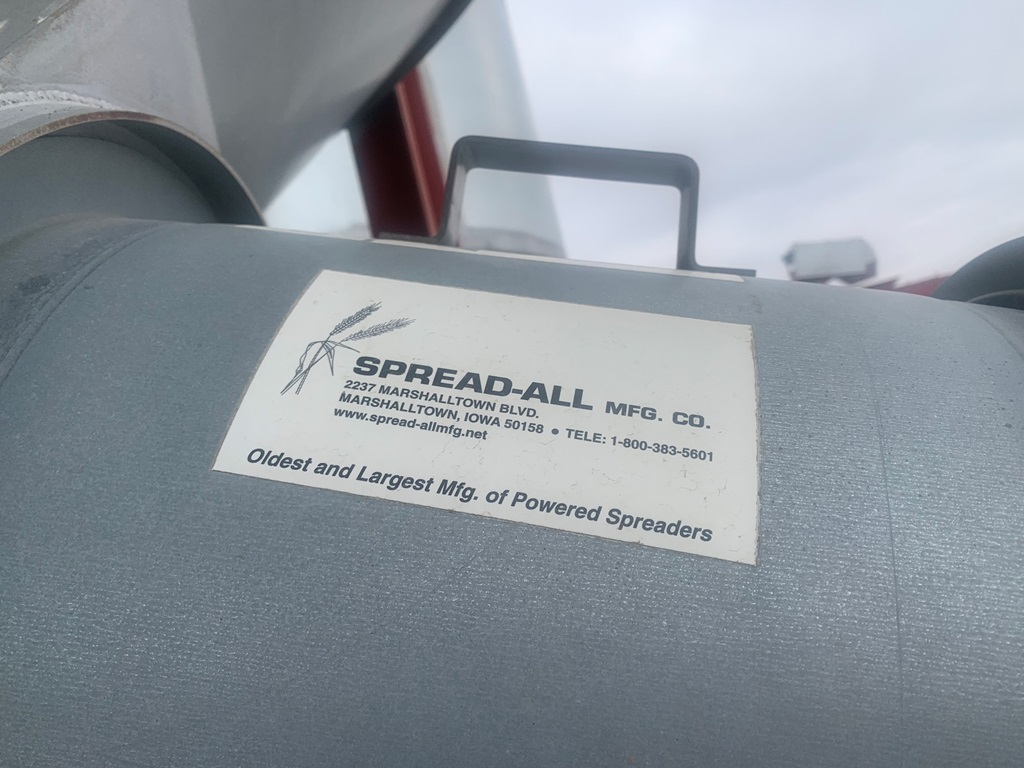 SPREAD-ALL MFG. CO.
2237 MARSHALLTOWN BLVD.
MARSHALLTOWN, IOWA 50158 • TELE: 1-800-383-5601
www.spread-allmfg.net
Oldest and Largest Mfg. of Powered Spreaders